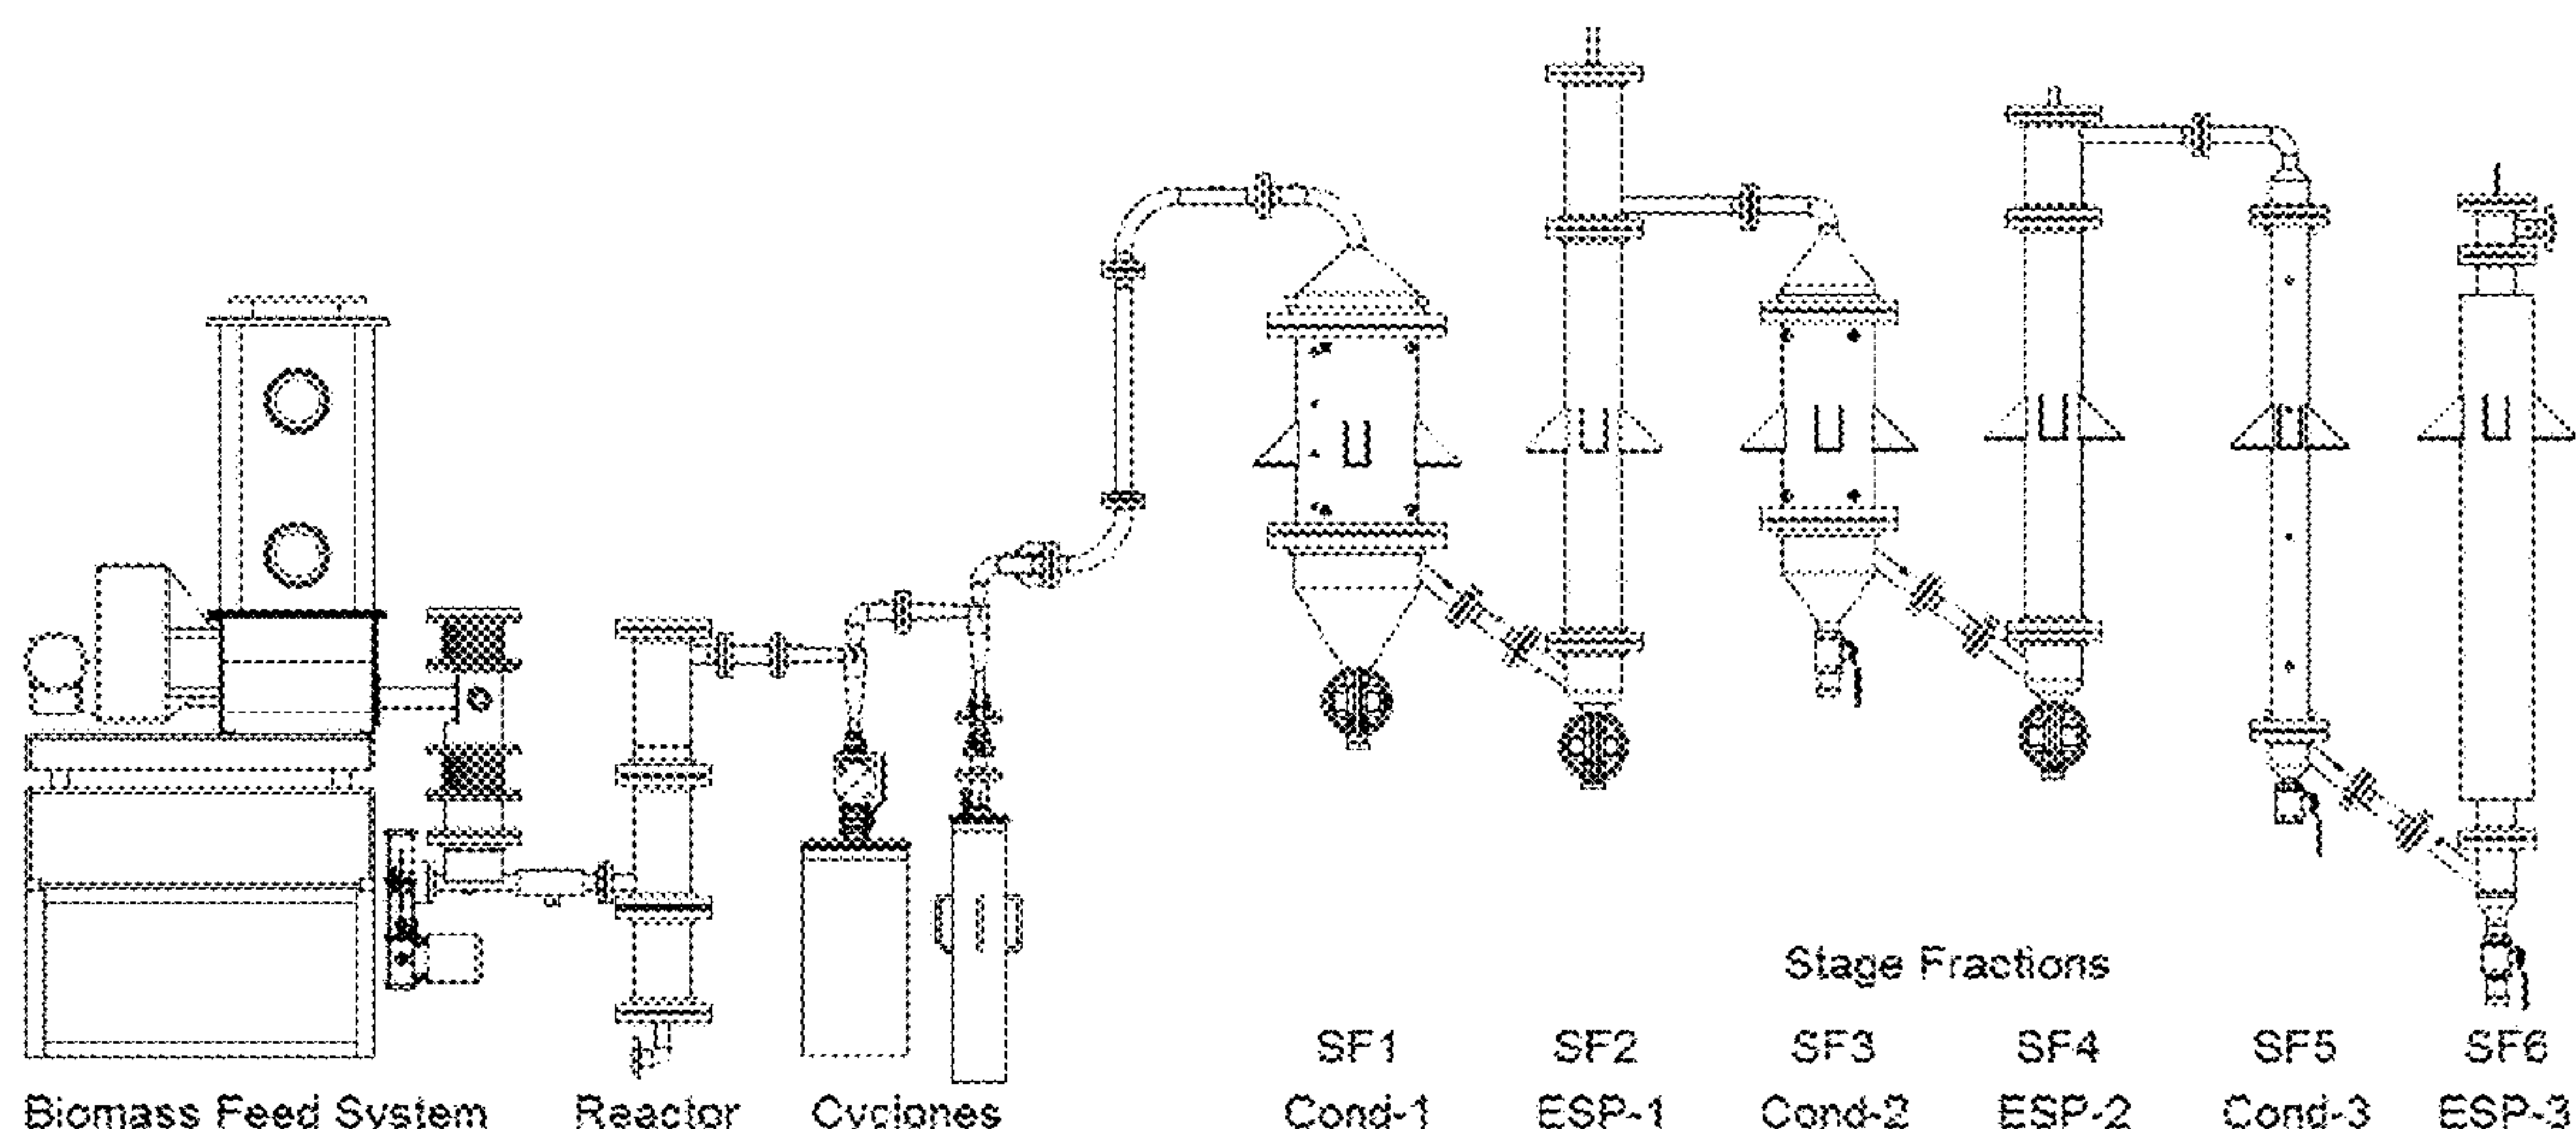 Stage Fractions
SF1 SF2 SF3 SF4 SF5 SF6
Biomass Feed System Reactor Cyclones Cond-1 ESP-1 Cond-2 ESP-2 Cond-3 ESP-3